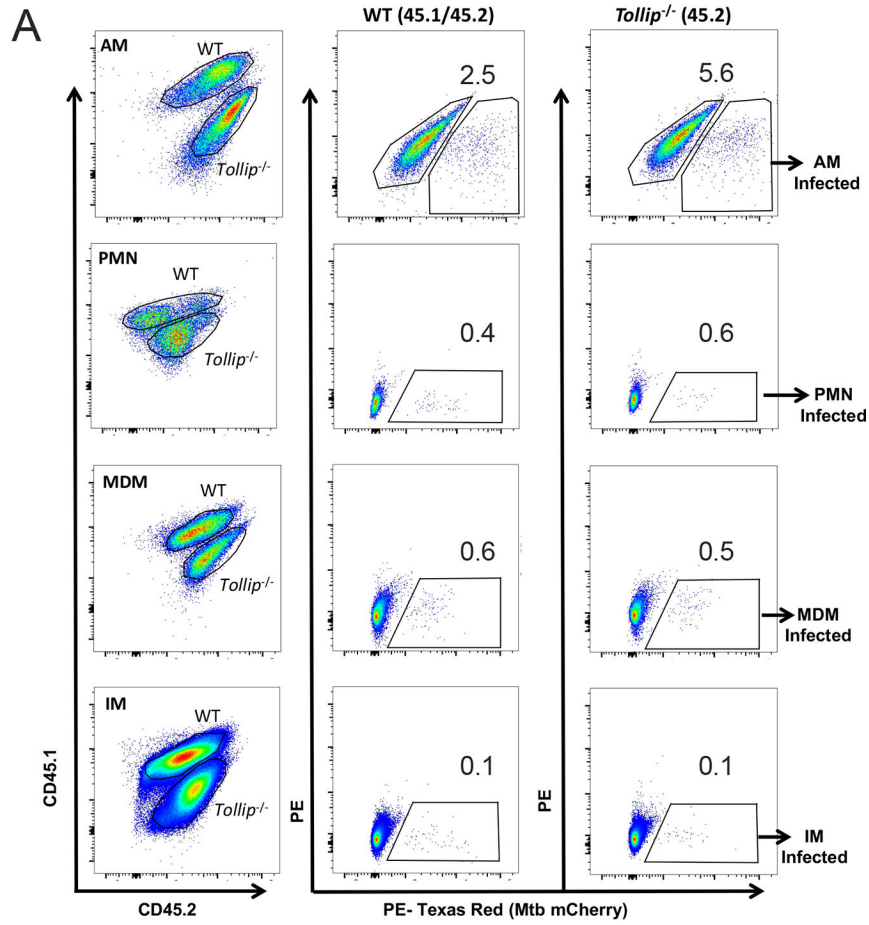 A
WT (45.1/45.2)
Tollip-/- (45.2)
AM
WT
Tollip-/-
2.5
5.6
AM
Infected
PMN
WT
Tollip-/-
0.4
0.6
PMN
Infected
MDM
WT
Tollip-/-
0.6
0.5
MDM
Infected
IM
WT
Tollip-/-
0.1
0.1
IM
Infected
CD45.1
PE
PE
CD45.2
PE- Texas Red (Mtb mCherry)